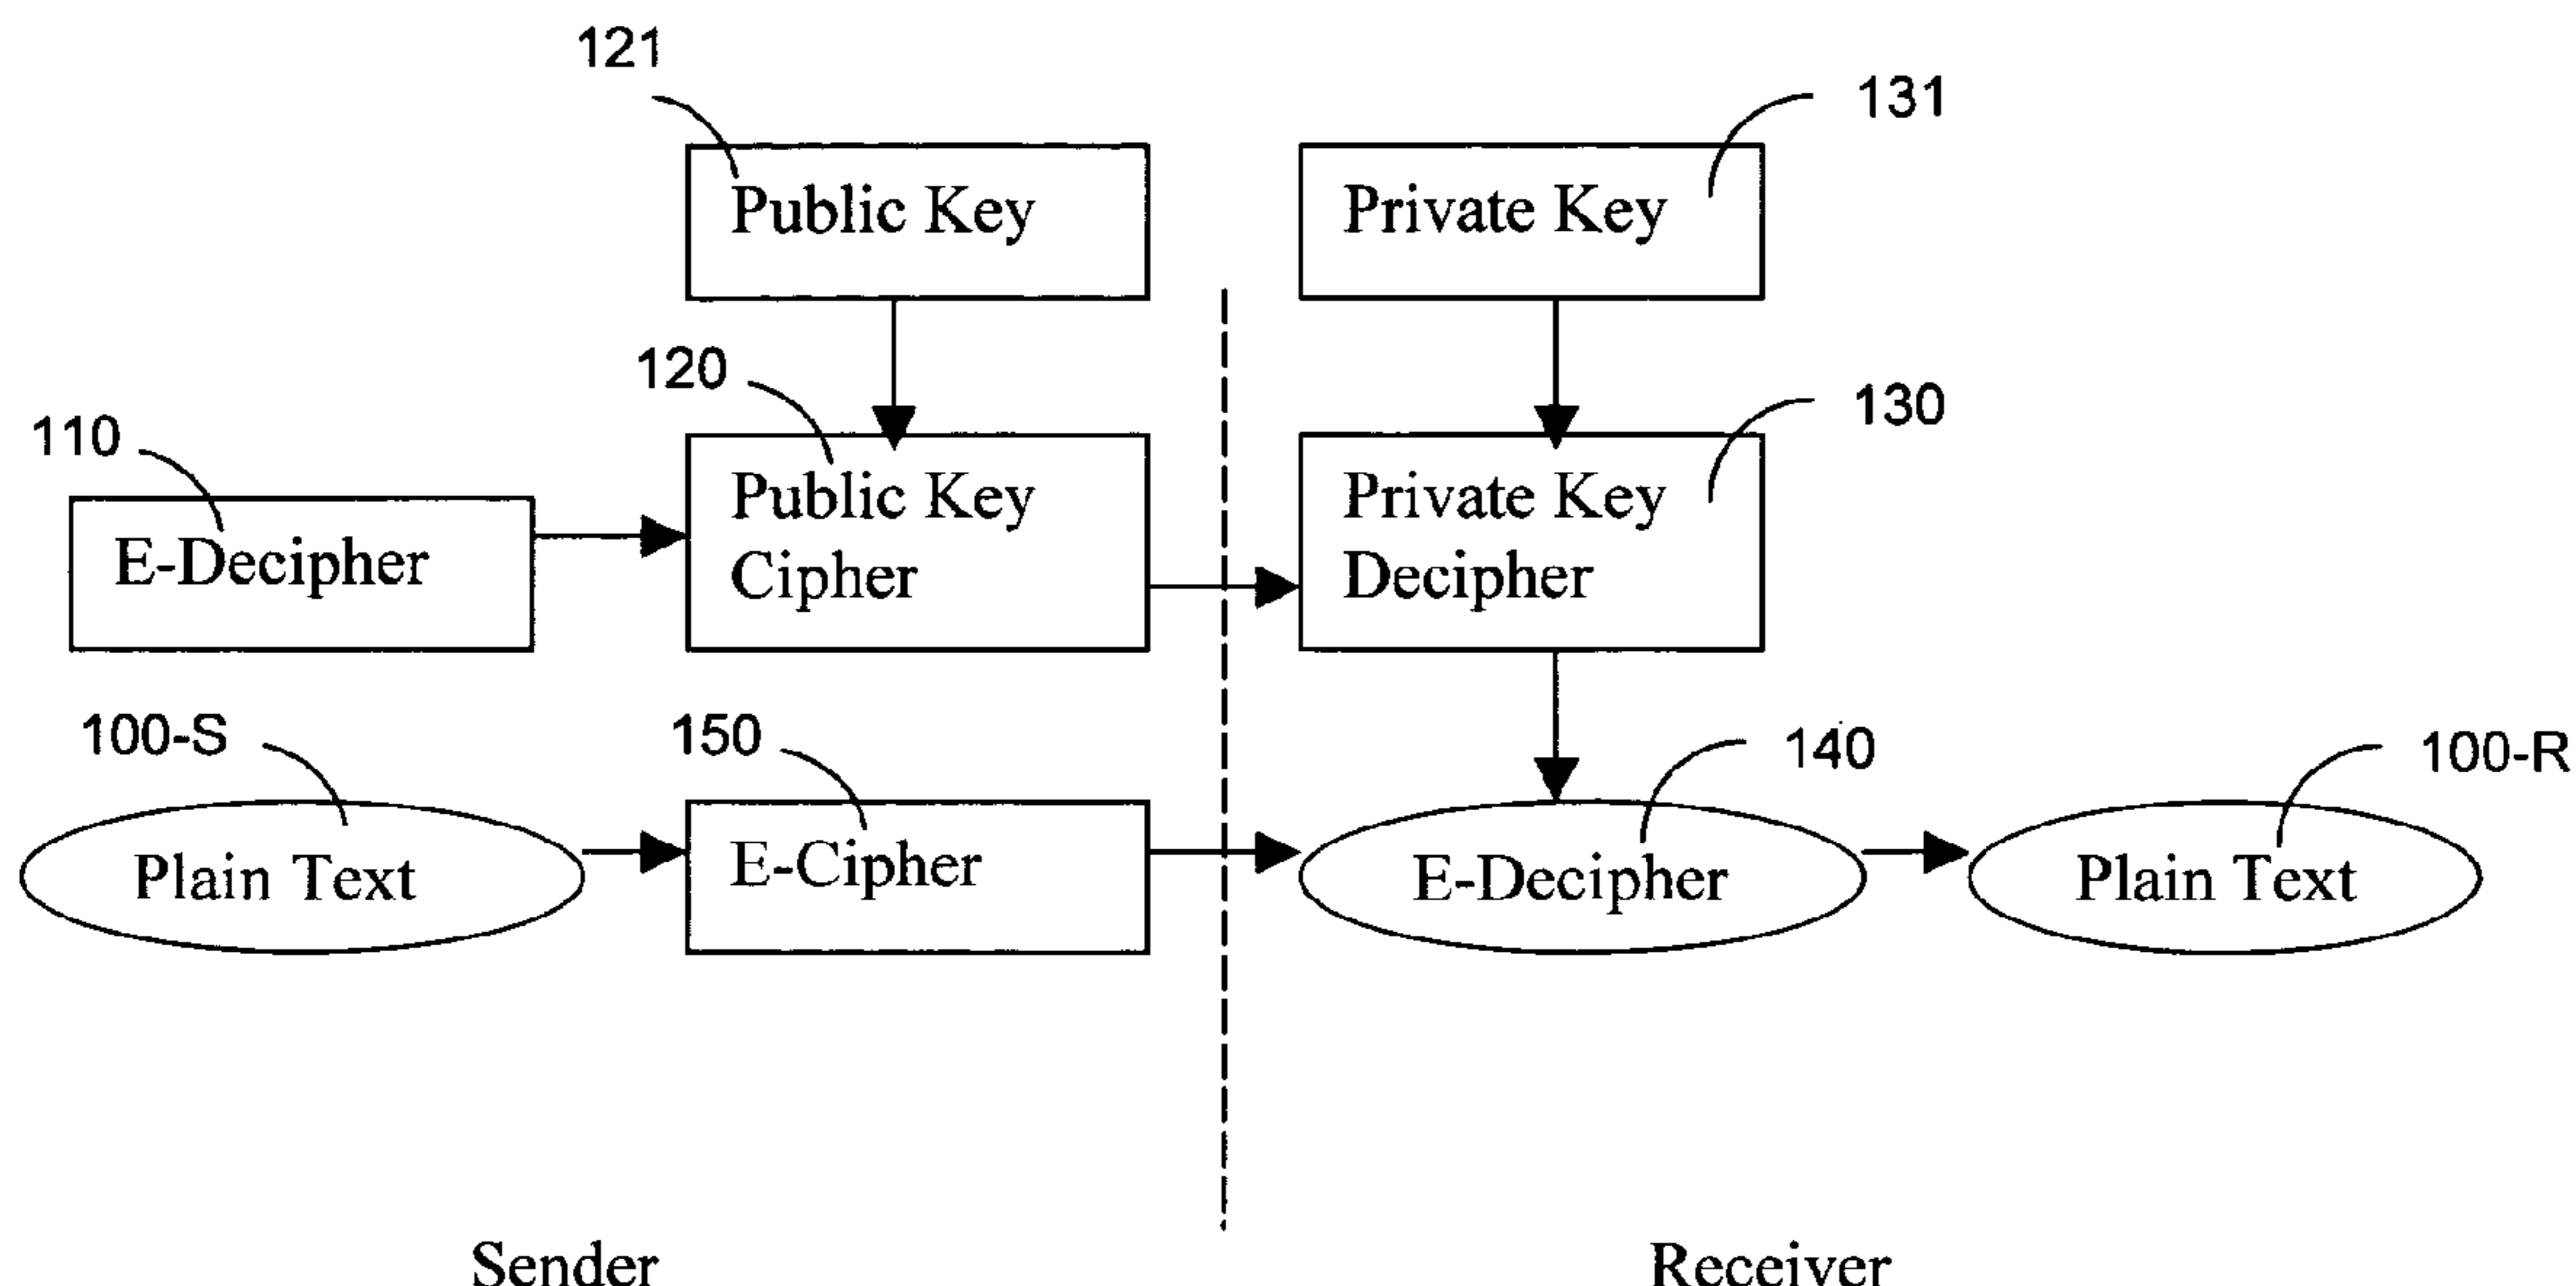 121
131
Public Key
Private Key
120
130
110
Public Key
Cipher
Private Key
Decipher
E-Decipher
100-S
150
140
100-R
Plain Text
E-Cipher
E-Decipher
Plain Text
Sender
Receiver